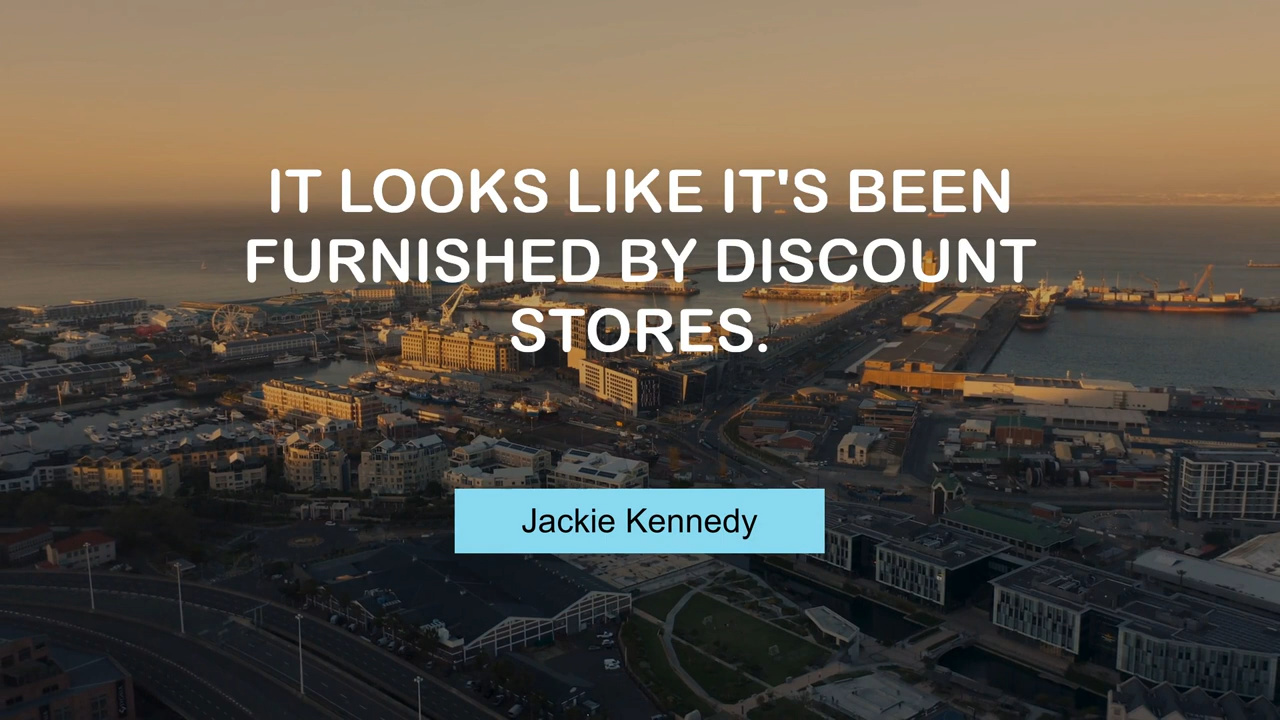 IT LOOKS LIKE IT'S BEEN
FURNISHED BY DISCOUNT
STORES.
Jackie Kennedy